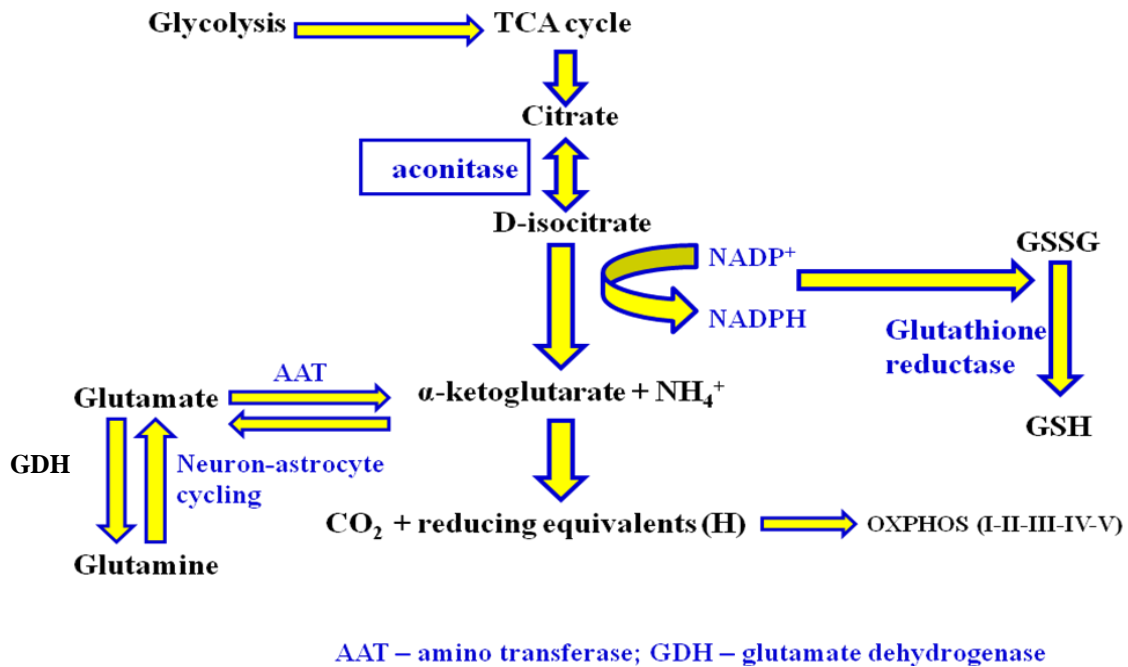 Glycolysis
TCA cycle
Citrate
aconitase
D-isocitrate
NADP⁺
GSSG
NADPH
Glutathione
reductase
AAT
Glutamate
α-ketoglutarate + NH₄⁺
GSH
GDH
Neuron-astrocyte
cycling
CO₂ + reducing equivalents (H)
OXPHOS (I-II-III-IV-V)
Glutamine
AAT – amino transferase; GDH – glutamate dehydrogenase